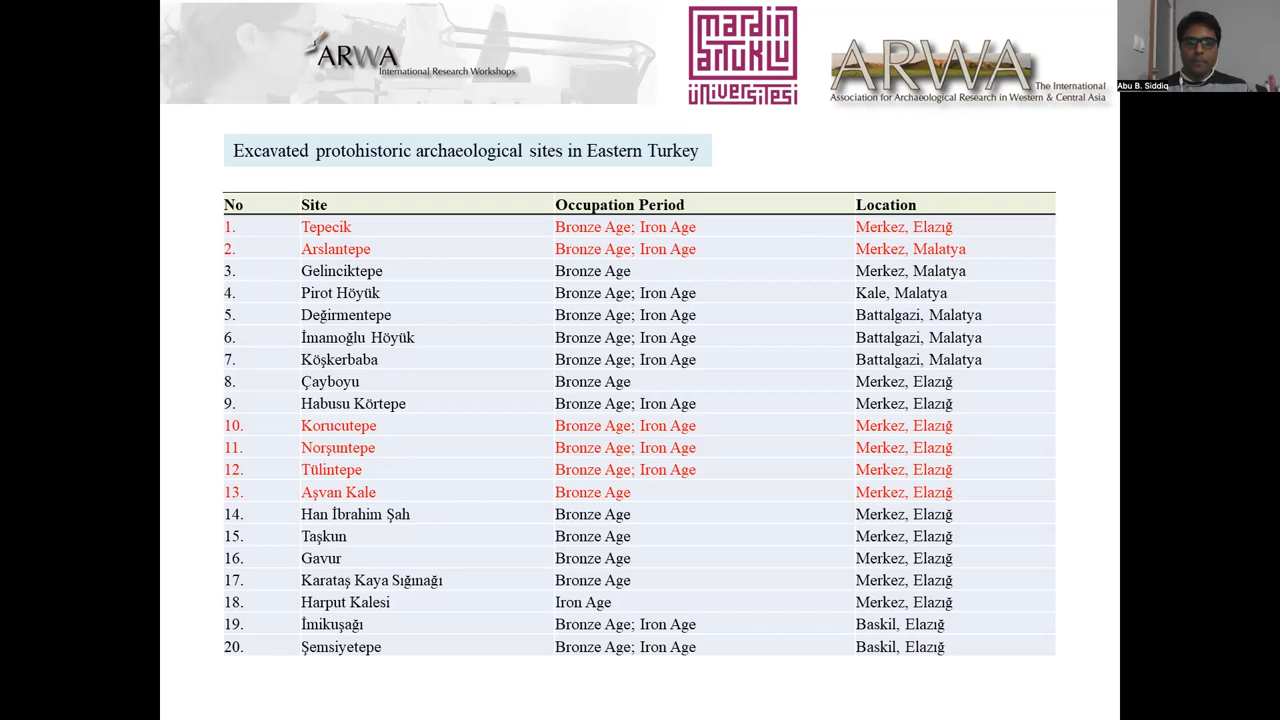 ARWA
International Research Workshops
mardin
artuklu
üniversitesi
ARWA
The International
Association for Archaeological Research in Western & Central Asia
Abu B. Siddiq
Excavated protohistoric archaeological sites in Eastern Turkey
No Site Occupation Period Location
1. Tepecik Bronze Age; Iron Age Merkez, Elazığ
2. Arslantepe Bronze Age; Iron Age Merkez, Malatya
3. Gelinciktepe Bronze Age Merkez, Malatya
4. Pirot Höyük Bronze Age; Iron Age Kale, Malatya
5. Değirmentepe Bronze Age; Iron Age Battalgazi, Malatya
6. İmamoğlu Höyük Bronze Age; Iron Age Battalgazi, Malatya
7. Köşkerbaba Bronze Age; Iron Age Battalgazi, Malatya
8. Çayboyu Bronze Age Merkez, Elazığ
9. Habusu Körtepe Bronze Age; Iron Age Merkez, Elazığ
10. Korucutepe Bronze Age; Iron Age Merkez, Elazığ
11. Norşuntepe Bronze Age; Iron Age Merkez, Elazığ
12. Tülintepe Bronze Age; Iron Age Merkez, Elazığ
13. Aşvan Kale Bronze Age Merkez, Elazığ
14. Han İbrahim Şah Bronze Age Merkez, Elazığ
15. Taşkun Bronze Age Merkez, Elazığ
16. Gavur Bronze Age Merkez, Elazığ
17. Karataş Kaya Sığınağı Bronze Age Merkez, Elazığ
18. Harput Kalesi Iron Age Merkez, Elazığ
19. İmikuşağı Bronze Age; Iron Age Baskil, Elazığ
20. Şemsiyetepe Bronze Age; Iron Age Baskil, Elazığ